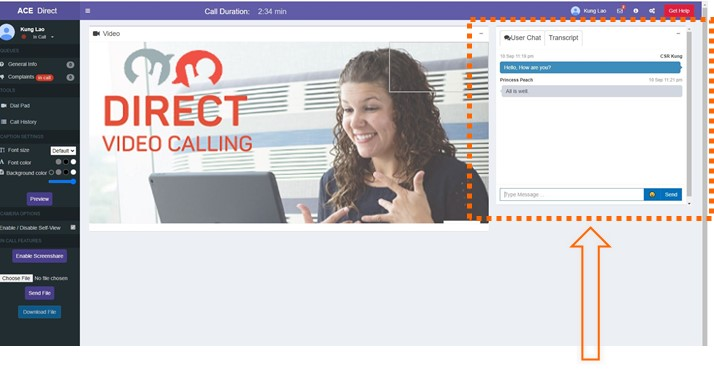 ACE Direct
Call Duration: 2:34 min
Kung Lao
Get Help
Kung Lao
In Call
QUEUES
General Info 0
Complaints In call 0
TOOLS
Dial Pad
Call History
CAPTION SETTINGS
Font size Default
Font color
Background color
Preview
CAMERA OPTIONS
Enable / Disable Self-View
IN CALL FEATURES
Enable Screenshare
Choose File No file chosen
Send File
Download File
Video
DIRECT
VIDEO CALLING
User Chat Transcript
10 Sep 11:19 pm CSR Kung
Hello, How are you?
Princess Peach 10 Sep 11:21 pm
All is well
Type Message ...
Send